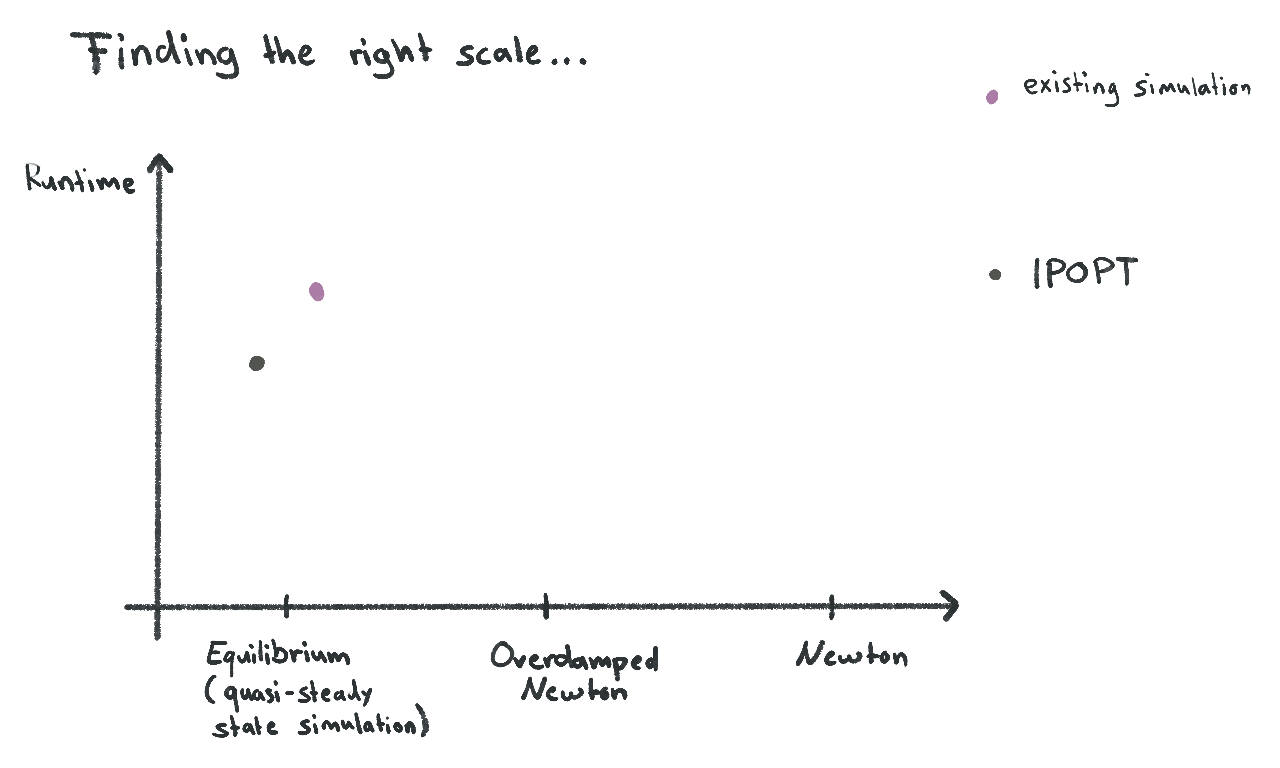 Finding the right scale...
existing simulation
Runtime
IPOPT
Equilibrium
(quasi-steady
state simulation)
Overdamped
Newton
Newton